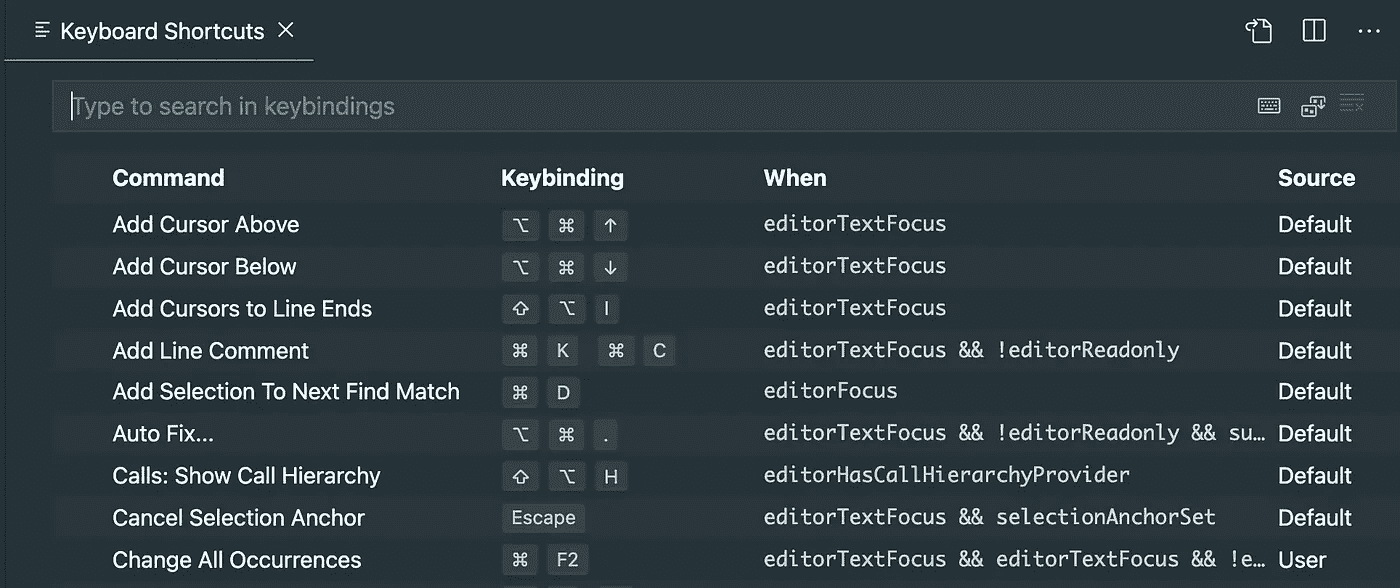 Keyboard Shortcuts
Type to search in keybindings
Command Keybinding When Source
Add Cursor Above ⌥ ⌘ ↑ editorTextFocus Default
Add Cursor Below ⌥ ⌘ ↓ editorTextFocus Default
Add Cursors to Line Ends ⇧ ⌥ I editorTextFocus Default
Add Line Comment ⌘ K ⌘ C editorTextFocus && !editorReadonly Default
Add Selection To Next Find Match ⌘ D editorFocus Default
Auto Fix... ⌥ ⌘ . editorTextFocus && !editorReadonly && su… Default
Calls: Show Call Hierarchy ⇧ ⌥ H editorHasCallHierarchyProvider Default
Cancel Selection Anchor Escape editorTextFocus && selectionAnchorSet Default
Change All Occurrences ⌘ F2 editorTextFocus && editorTextFocus && !e… User